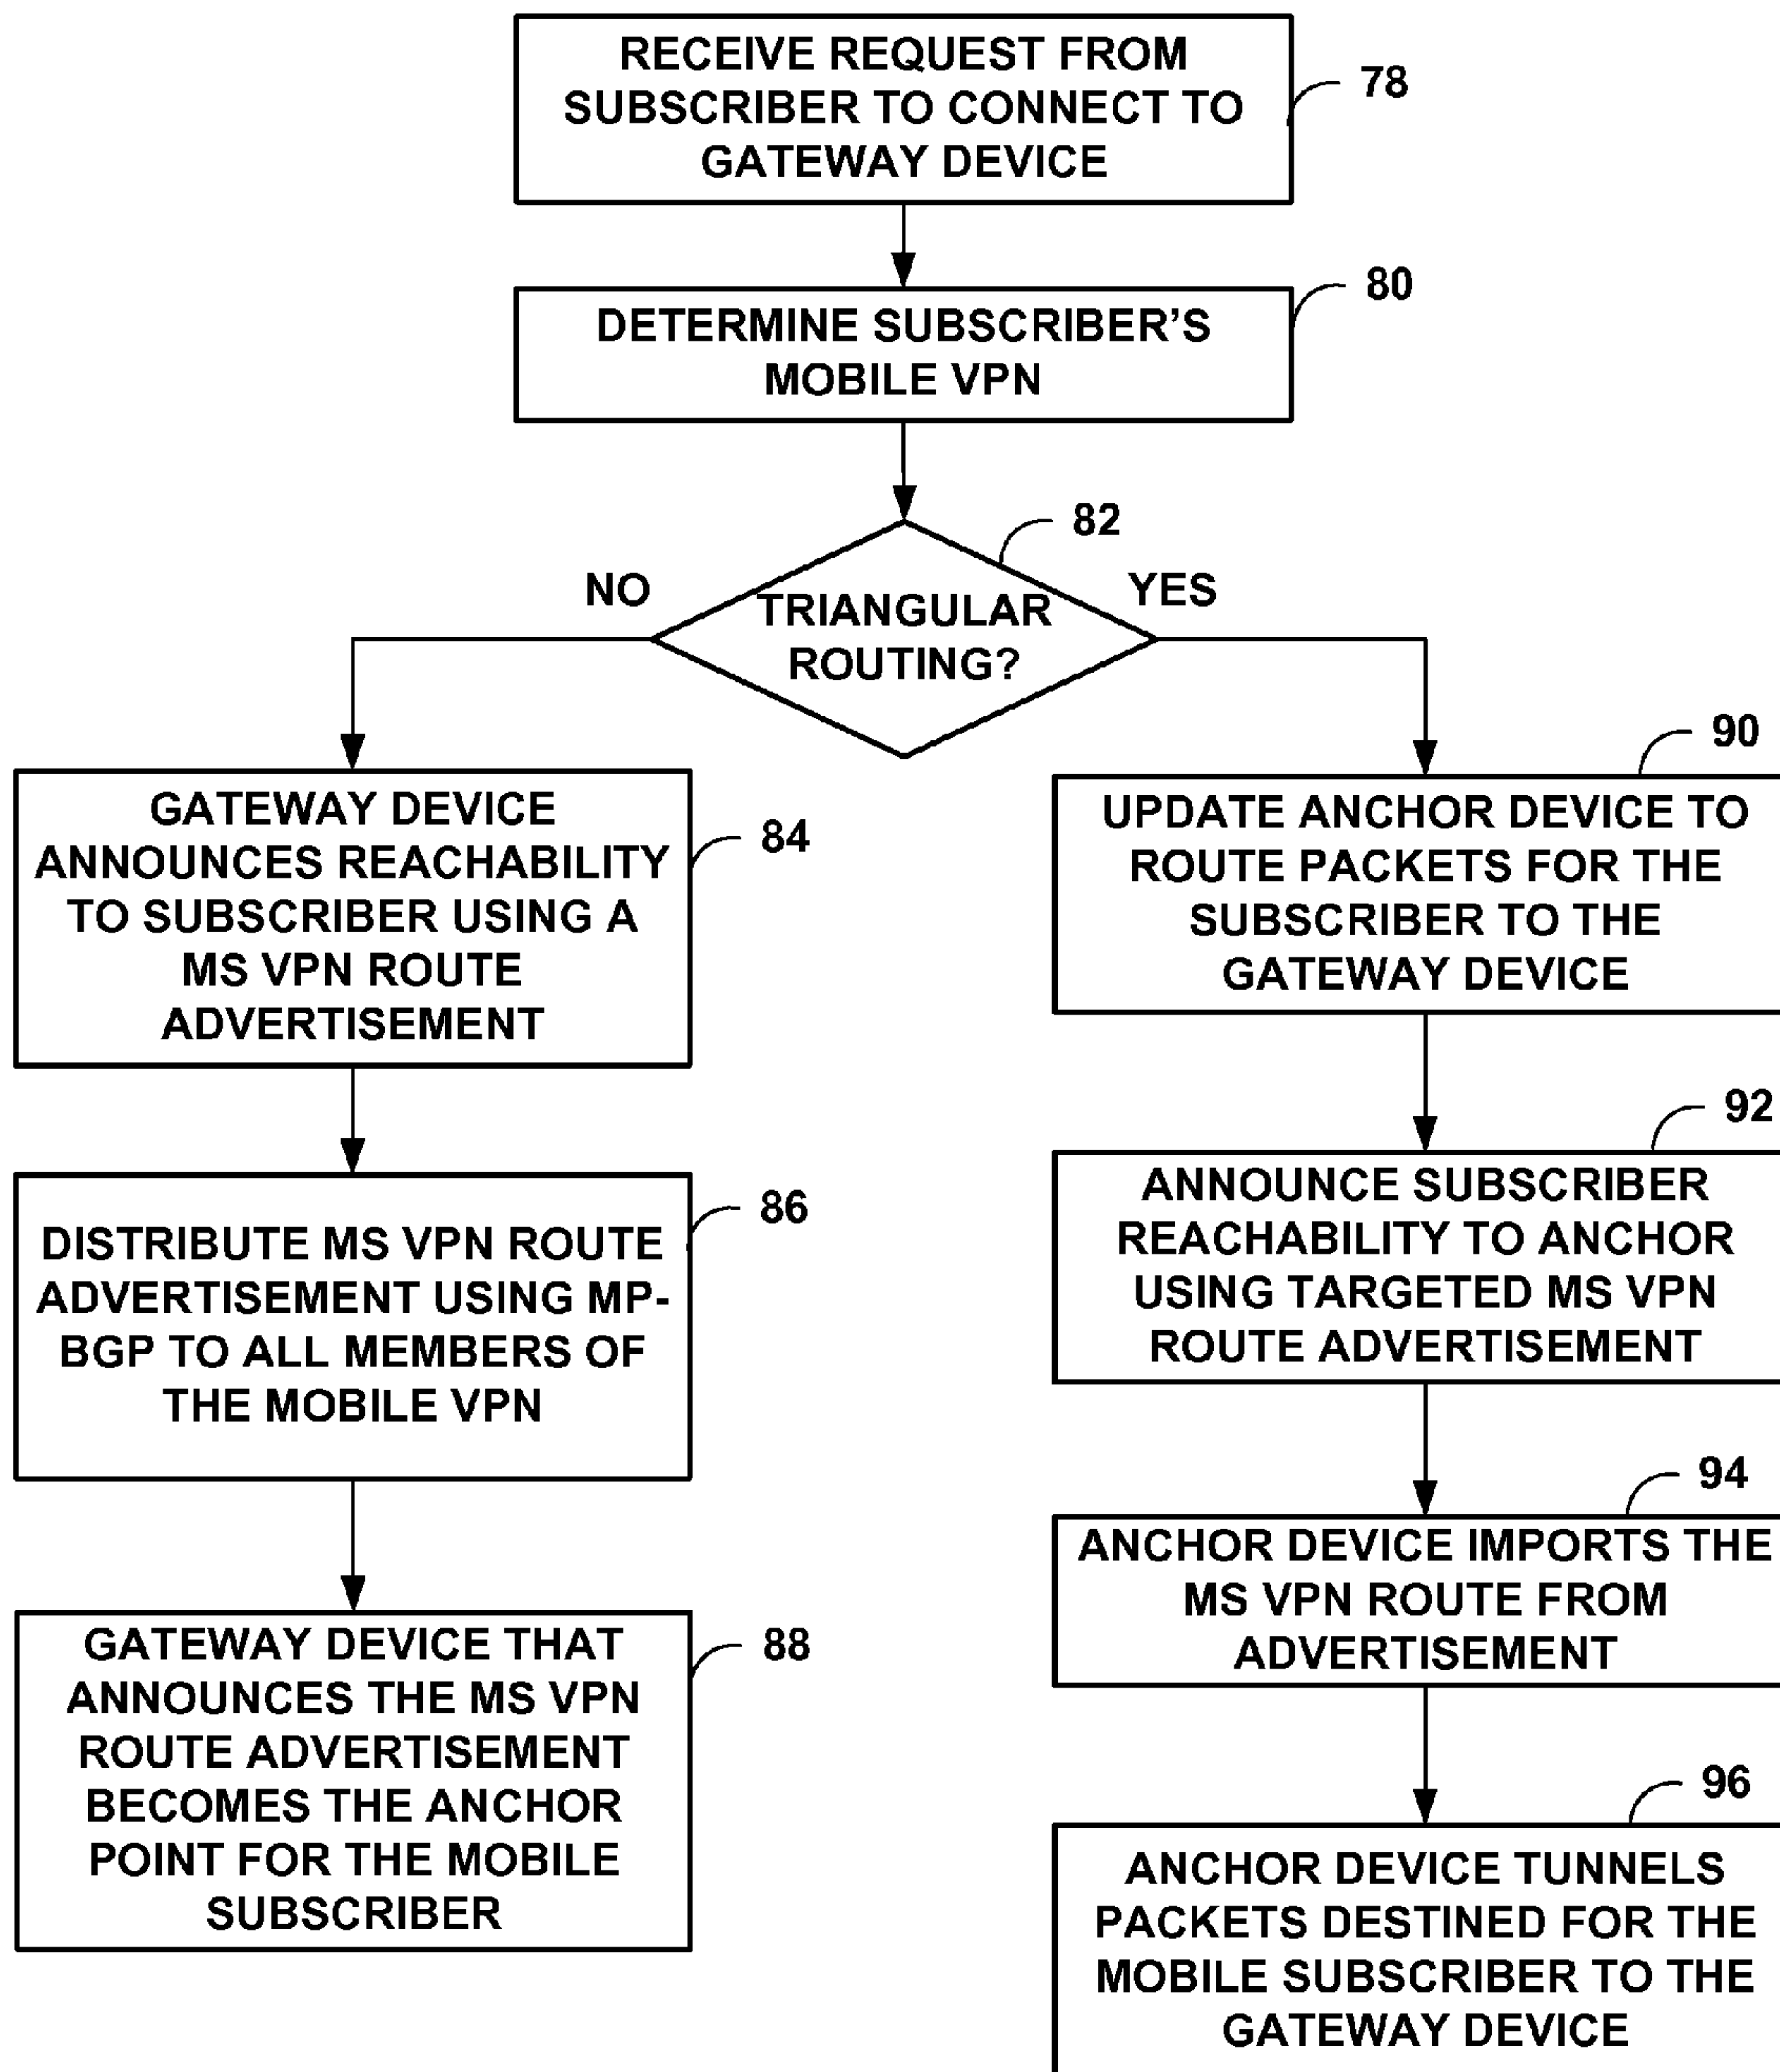 RECEIVE REQUEST FROM
SUBSCRIBER TO CONNECT TO
GATEWAY DEVICE
78
DETERMINE SUBSCRIBER’S
MOBILE VPN
80
82
NO
YES
TRIANGULAR
ROUTING?
GATEWAY DEVICE
ANNOUNCES REACHABILITY
TO SUBSCRIBER USING A
MS VPN ROUTE
ADVERTISEMENT
84
DISTRIBUTE MS VPN ROUTE
ADVERTISEMENT USING MP-
BGP TO ALL MEMBERS OF
THE MOBILE VPN
86
GATEWAY DEVICE THAT
ANNOUNCES THE MS VPN
ROUTE ADVERTISEMENT
BECOMES THE ANCHOR
POINT FOR THE MOBILE
SUBSCRIBER
88
90
UPDATE ANCHOR DEVICE TO
ROUTE PACKETS FOR THE
SUBSCRIBER TO THE
GATEWAY DEVICE
92
ANNOUNCE SUBSCRIBER
REACHABILITY TO ANCHOR
USING TARGETED MS VPN
ROUTE ADVERTISEMENT
94
ANCHOR DEVICE IMPORTS THE
MS VPN ROUTE FROM
ADVERTISEMENT
96
ANCHOR DEVICE TUNNELS
PACKETS DESTINED FOR THE
MOBILE SUBSCRIBER TO THE
GATEWAY DEVICE